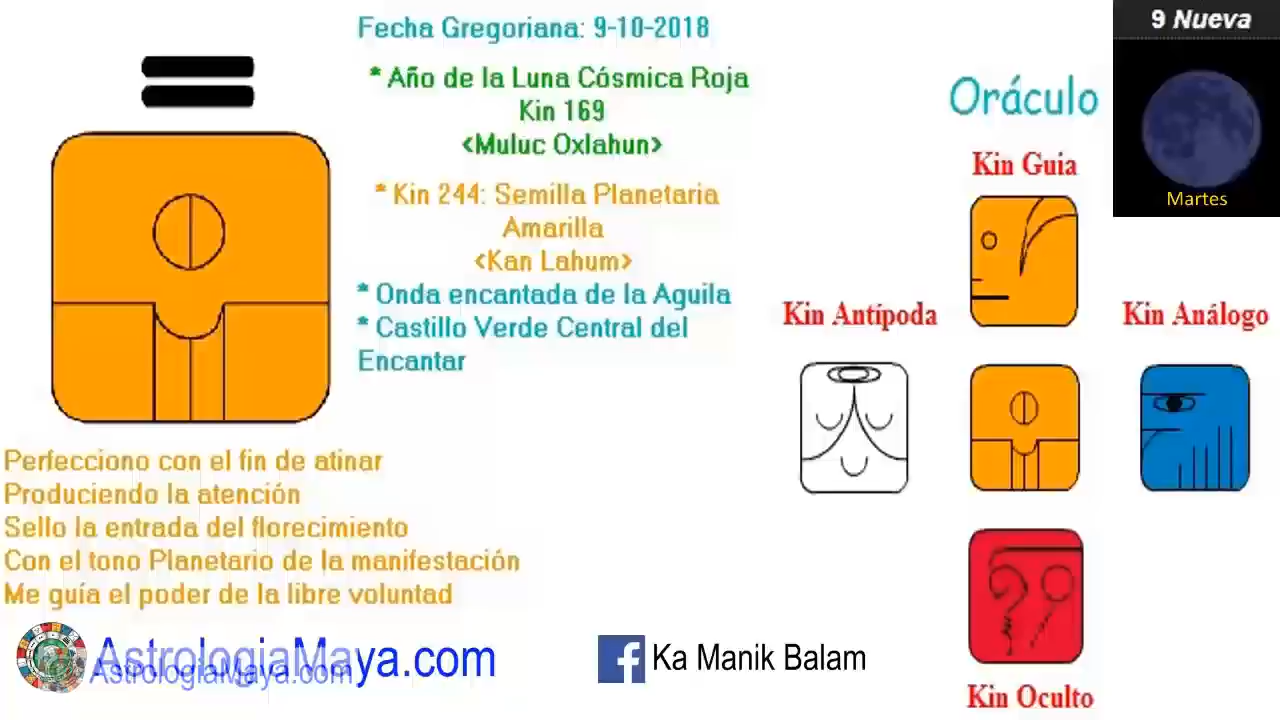 Fecha Gregoriana: 9-10-2018
* Año de la Luna Cósmica Roja
Kin 169
<Muluc Oxlahun>
* Kin 244: Semilla Planetaria
Amarilla
<Kan Lahum>
* Onda encantada de la Aguila
* Castillo Verde Central del
Encantar
Perfecciono con el fin de atinar
Produciendo la atención
Sello la entrada del florecimiento
Con el tono Planetario de la manifestación
Me guía el poder de la libre voluntad
AstrologiaMaya.com
AstrologiaMaya.com
Ka Manik Balam
9 Nueva
Martes
Oráculo
Kin Guia
Kin Antípoda
Kin Análogo
Kin Oculto